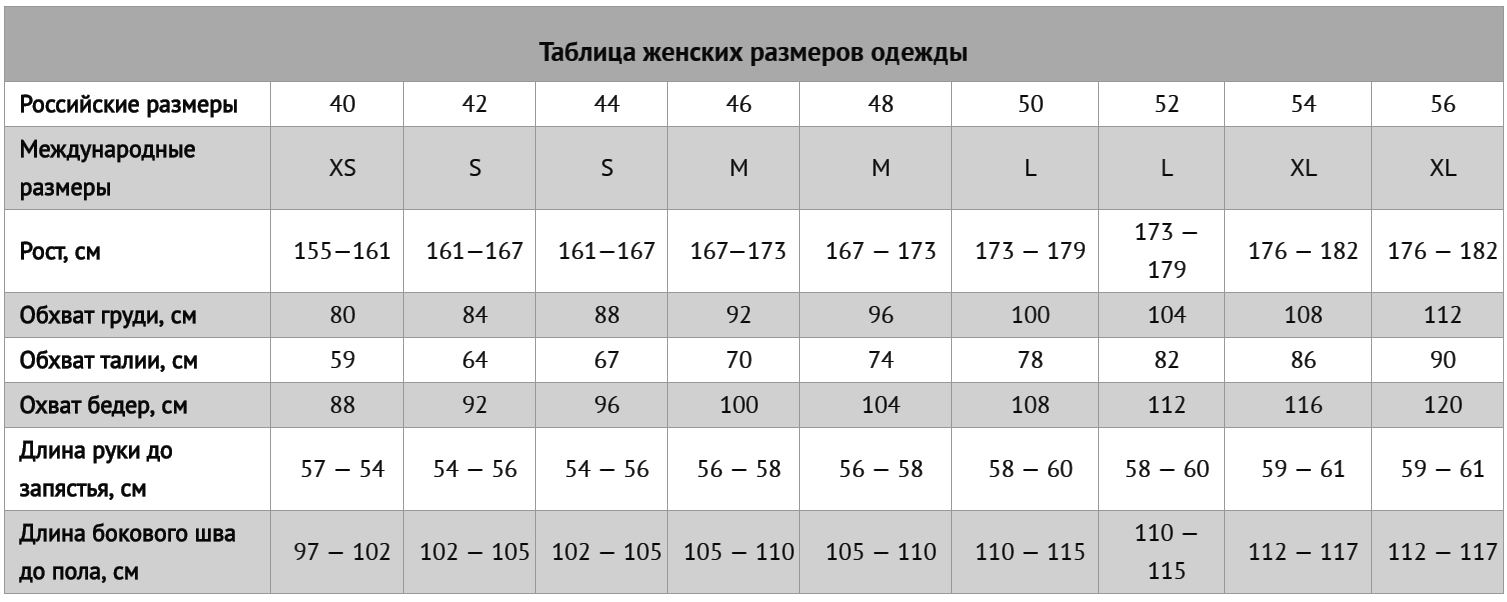 Таблица женских размеров одежды
Российские размеры 40 42 44 46 48 50 52 54 56
Международные
размеры XS S S M M L L XL XL
Рост, см 155—161 161—167 161—167 167—173 167 — 173 173 — 179 173 —
179 176 — 182 176 — 182
Обхват груди, см 80 84 88 92 96 100 104 108 112
Обхват талии, см 59 64 67 70 74 78 82 86 90
Охват бедер, см 88 92 96 100 104 108 112 116 120
Длина руки до
запястья, см 57 — 54 54 — 56 54 — 56 56 — 58 56 — 58 58 — 60 58 — 60 59 — 61 59 — 61
Длина бокового шва
до пола, см 97 — 102 102 — 105 102 — 105 105 — 110 105 — 110 110 — 115 110 —
115 112 — 117 112 — 117